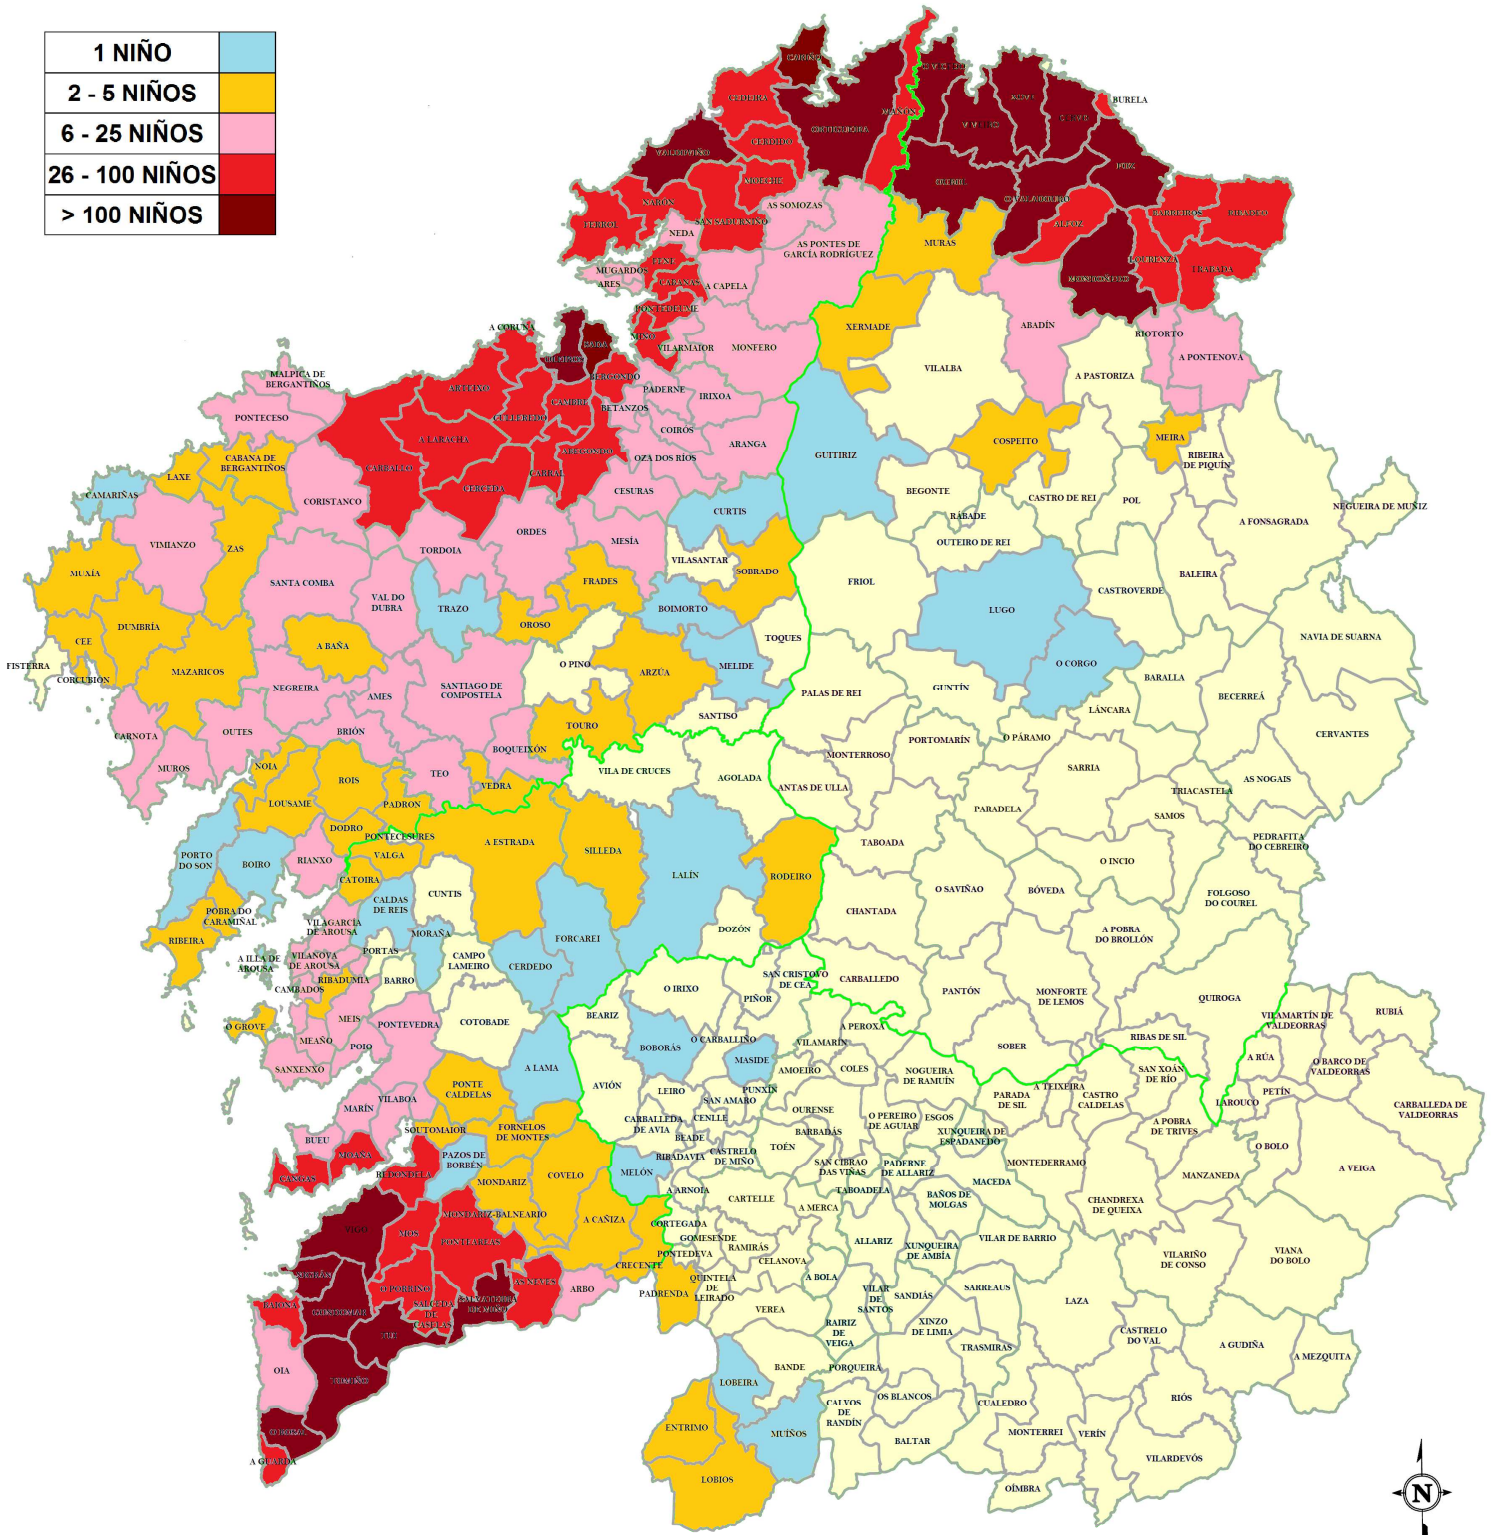 1 NIÑO
2 - 5 NIÑOS
6 - 25 NIÑOS
26 - 100 NIÑOS
> 100 NIÑOS
CARIÑO
CEDEIRA
ORTIGUEIRA
MAÑÓN
O VICEDO
VIVEIRO
XOVE
CERVO
BURELA
VALDOVIÑO
CERDIDO
MOECHE
FOZ
OUROL
O VALADOURO
ALFOZ
BARREIROS
RIBADEO
NARÓN
FERROL
SAN SADURNIÑO
AS SOMOZAS
NEDA
MURAS
MONDOÑEDO
LOURENZÁ
TRABADA
AS PONTES DE
GARCÍA RODRÍGUEZ
FENE
MUGARDOS
ARES
CABANAS
A CAPELA
PONTEDEUME
MIÑO
VILARMAIOR
MONFERO
XERMADE
ABADÍN
RIOTORTO
A PONTENOVA
VILALBA
A PASTORIZA
A CORUÑA
OLEIROS
SADA
BERGONDO
MALPICA DE
BERGANTIÑOS
PONTECESO
ARTEIXO
CULLEREDO
CAMBRE
PADERNE
IRIXOA
BETANZOS
COIRÓS
ARANGA
A LARACHA
ABEGONDO
OZA DOS RÍOS
CARBALLO
CARRAL
CERCEDA
CESURAS
CABANA DE
BERGANTIÑOS
LAXE
CAMARIÑAS
CORISTANCO
GUITIRIZ
COSPEITO
MEIRA
RIBEIRA
DE PIQUÍN
BEGONTE
CASTRO DE REI
POL
NEGUEIRA DE MUÑIZ
RÁBADE
A FONSAGRADA
OUTEIRO DE REI
CURTIS
ORDES
MESÍA
TORDOIA
VIMIANZO
ZAS
SANTA COMBA
VILASANTAR
SOBRADO
FRADES
FRIOL
BALEIRA
CASTROVERDE
MUXÍA
VAL DO
DUBRA
TRAZO
OROSO
BOIMORTO
LUGO
DUMBRÍA
CEE
A BAÑA
O PINO
TOQUES
NAVIA DE SUARNA
FISTERRA
CORCUBIÓN
MAZARICOS
ARZÚA
MELIDE
O CORGO
NEGREIRA
AMES
SANTIAGO DE
COMPOSTELA
PALAS DE REI
GUNTÍN
BARALLA
BECERREÁ
LÁNCARA
SANTISO
TOURO
CARNOTA
OUTES
BRIÓN
BOQUEIXÓN
PORTOMARÍN
O PÁRAMO
CERVANTES
MONTERROSO
MUROS
TEO
VEDRA
VILA DE CRUCES
AGOLADA
ANTAS DE ULLA
SARRIA
AS NOGAIS
TRIACASTELA
NOIA
ROIS
LOUSAME
PADRON
PARADELA
SAMOS
DODRO
PONTECESURES
A ESTRADA
SILLEDA
TABOADA
PEDRAFITA
DO CEBREIRO
VALGA
PORTO
DO SON
BOIRO
RIANXO
CATOIRA
CUNTIS
LALÍN
RODEIRO
O INCIO
O SAVIÑAO
BÓVEDA
FOLGOSO
DO COUREL
CALDAS
DE REIS
CHANTADA
POBRA DO
CARAMIÑAL
VILAGARCÍA
DE AROUSA
MORAÑA
FORCAREI
DOZÓN
A POBRA
DO BROLLÓN
RIBEIRA
A ILLA DE
AROUSA
VILANOVA
DE AROUSA
PORTAS
CAMPO
LAMEIRO
CERDEDO
RIBADUMIA
BARRO
CAMBADOS
SAN CRISTOVO
DE CEA
CARBALLEDO
PANTÓN
MONFORTE
DE LEMOS
QUIROGA
O IRIXO
PIÑOR
BEARIZ
MEIS
PONTEVEDRA
COTOBADE
O GROVE
MEAÑO
POIO
SANXENXO
BOBORÁS
O CARBALLIÑO
MASIDE
A PEROXA
VILAMARÍN
SOBER
RIBAS DE SIL
VILAMARTÍN DE
VALDEORRAS
RUBIÁ
A RÚA
O BARCO DE
VALDEORRAS
A LAMA
AVIÓN
AMOEIRO
COLES
NOGUEIRA
DE RAMUÍN
SAN XOÁN
DE RÍO
PONTE
CALDELAS
LEIRO
PUNXÍN
SAN AMARO
PARADA
DE SIL
A TEIXEIRA
CASTRO
CALDELAS
LAROUCO
PETÍN
CARBALLEDA DE
VALDEORRAS
MARÍN
VILABOA
CARBALLEDA
DE AVIA
CENLLE
OURENSE
O PEREIRO
DE AGUIAR
ESGOS
A POBRA
DE TRIVES
SOUTOMAIOR
FORNELOS
DE MONTES
BEADE
BARBADÁS
XUNQUEIRA DE
ESPADANEDO
BUEU
MOAÑA
REDONDELA
PAZOS DE
BORBÉN
RIBADAVIA
CASTRELO
DE MIÑO
TOÉN
O BOLO
CANGAS
MONDARIZ
COVELO
MELÓN
SAN CIBRAO
DAS VIÑAS
PADERNE
DE ALLARIZ
MONTEDERRAMO
MANZANEDA
A VEIGA
A ARNOIA
CARTELLE
TABOADELA
BAÑOS DE
MOLGAS
MACEDA
A MERCA
CHANDREXA
DE QUEIXA
MONDARIZ-BALNEARIO
A CAÑIZA
CORTEGADA
GOMESENDE
RAMIRÁS
VIGO
MOS
PONTEAREAS
ALLARIZ
XUNQUEIRA
DE AMBÍA
VILAR DE BARRIO
PONTEDEVA
CELANOVA
VILARIÑO
DE CONSO
VIANA
DO BOLO
CRECENTE
NIGRÁN
O PORRIÑO
AS NEVES
ARBO
PADRENDA
QUINTELA
DE
LEIRADO
A BOLA
VILAR
DE
SANTOS
SANDIÁS
SARREAUS
LAZA
BAIONA
GONDOMAR
SALCEDA
DE
CASELAS
SALVATERRA
DE MIÑO
VEREA
RAIRIZ
DE
VEIGA
XINZO
DE LIMIA
CASTRELO
DO VAL
TUI
TRASMIRAS
A GUDIÑA
A MEZQUITA
OIA
BANDE
PORQUEIRA
TOMIÑO
LOBEIRA
CALVOS
DE
RANDÍN
OS BLANCOS
CUALEDRO
RIÓS
O ROSAL
ENTRIMO
MUÍÑOS
BALTAR
MONTERREI
VERÍN
A GUARDA
LOBIOS
VILARDEVÓS
OÍMBRA
N